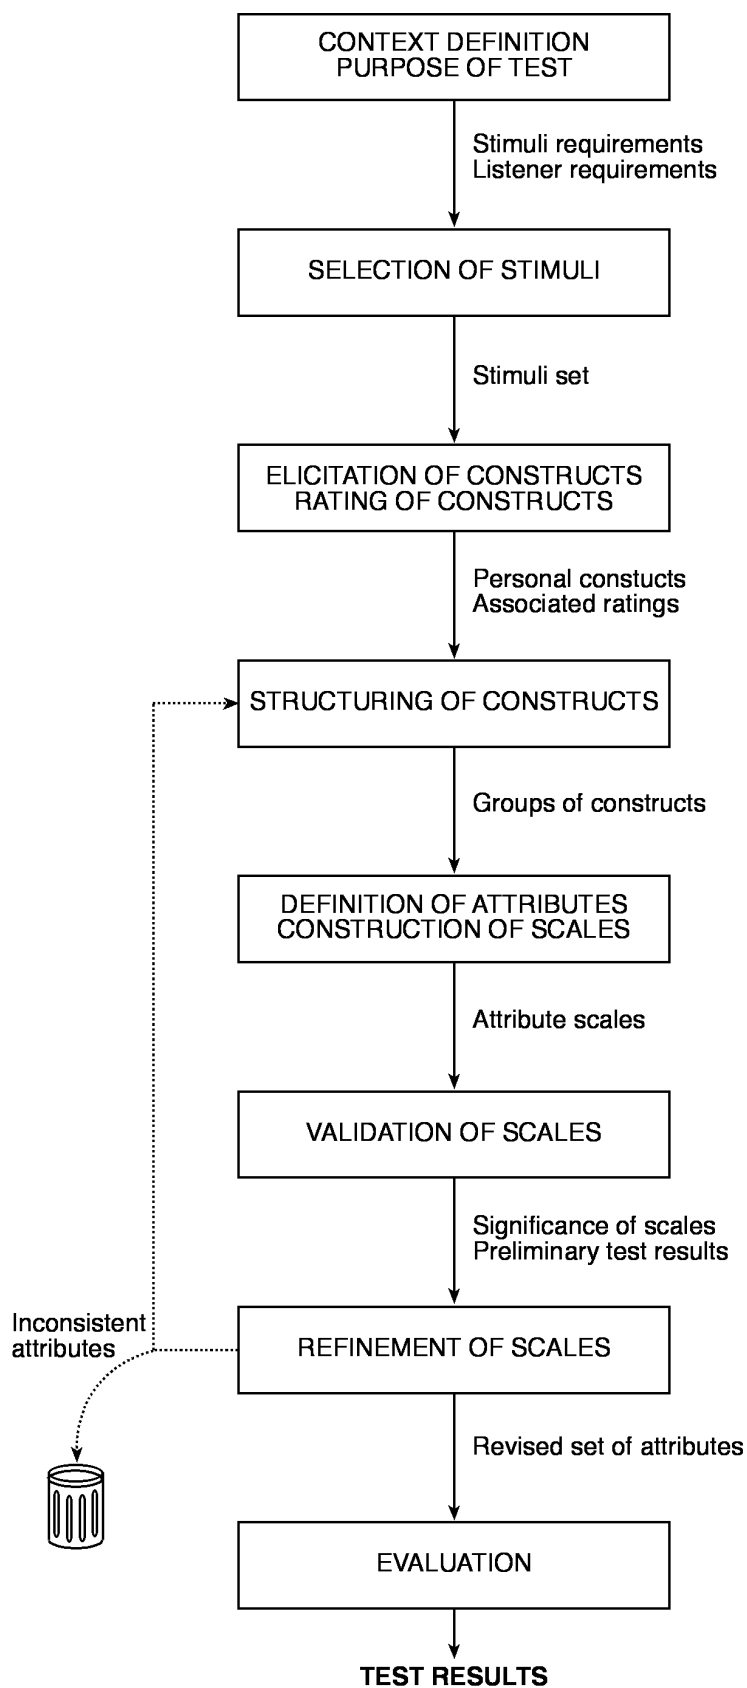 CONTEXT DEFINITION
PURPOSE OF TEST
Stimuli requirements
Listener requirements
SELECTION OF STIMULI
Stimuli set
ELICITATION OF CONSTRUCTS
RATING OF CONSTRUCTS
Personal constucts
Associated ratings
STRUCTURING OF CONSTRUCTS
Groups of constructs
DEFINITION OF ATTRIBUTES
CONSTRUCTION OF SCALES
Attribute scales
VALIDATION OF SCALES
Significance of scales
Preliminary test results
Inconsistent
attributes
REFINEMENT OF SCALES
Revised set of attributes
EVALUATION
TEST RESULTS